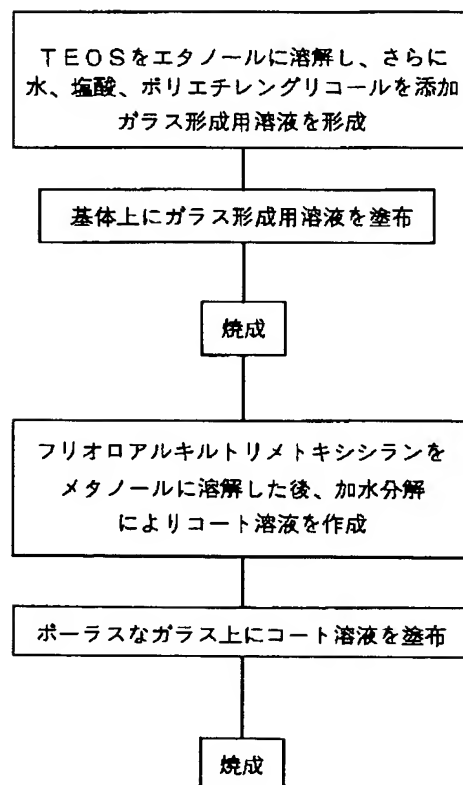 TEOSをエタノールに溶解し、さらに
水、塩酸、ポリエチレングリコールを添加
ガラス形成用溶液を形成
基体上にガラス形成用溶液を塗布
焼成
フリオロアルキルトリメトキシシランを
メタノールに溶解した後、加水分解
によりコート溶液を作成
ポーラスなガラス上にコート溶液を塗布
焼成